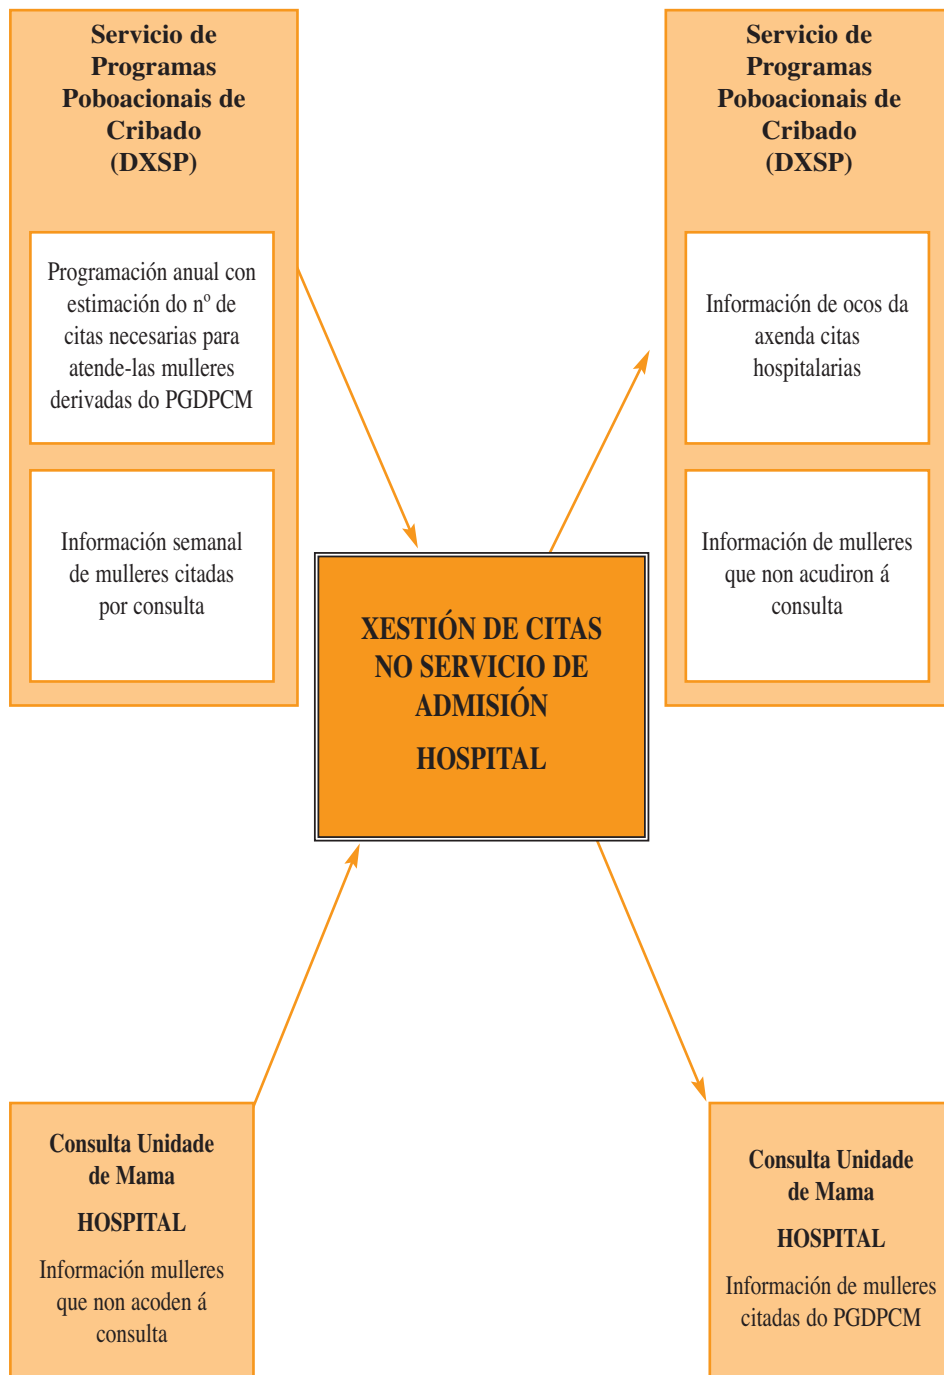 Servicio de
Programas
Poboacionais de
Cribado
(DXSP)
Programación anual con
estimación do nº de
citas necesarias para
atende-las mulleres
derivadas do PGDPCM
Información semanal
de mulleres citadas
por consulta
Servicio de
Programas
Poboacionais de
Cribado
(DXSP)
Información de ocos da
axenda citas
hospitalarias
Información de mulleres
que non acudiron á
consulta
XESTIÓN DE CITAS
NO SERVICIO DE
ADMISIÓN
HOSPITAL
Consulta Unidade
de Mama
HOSPITAL
Información mulleres
que non acoden á
consulta
Consulta Unidade
de Mama
HOSPITAL
Información de mulleres
citadas do PGDPCM